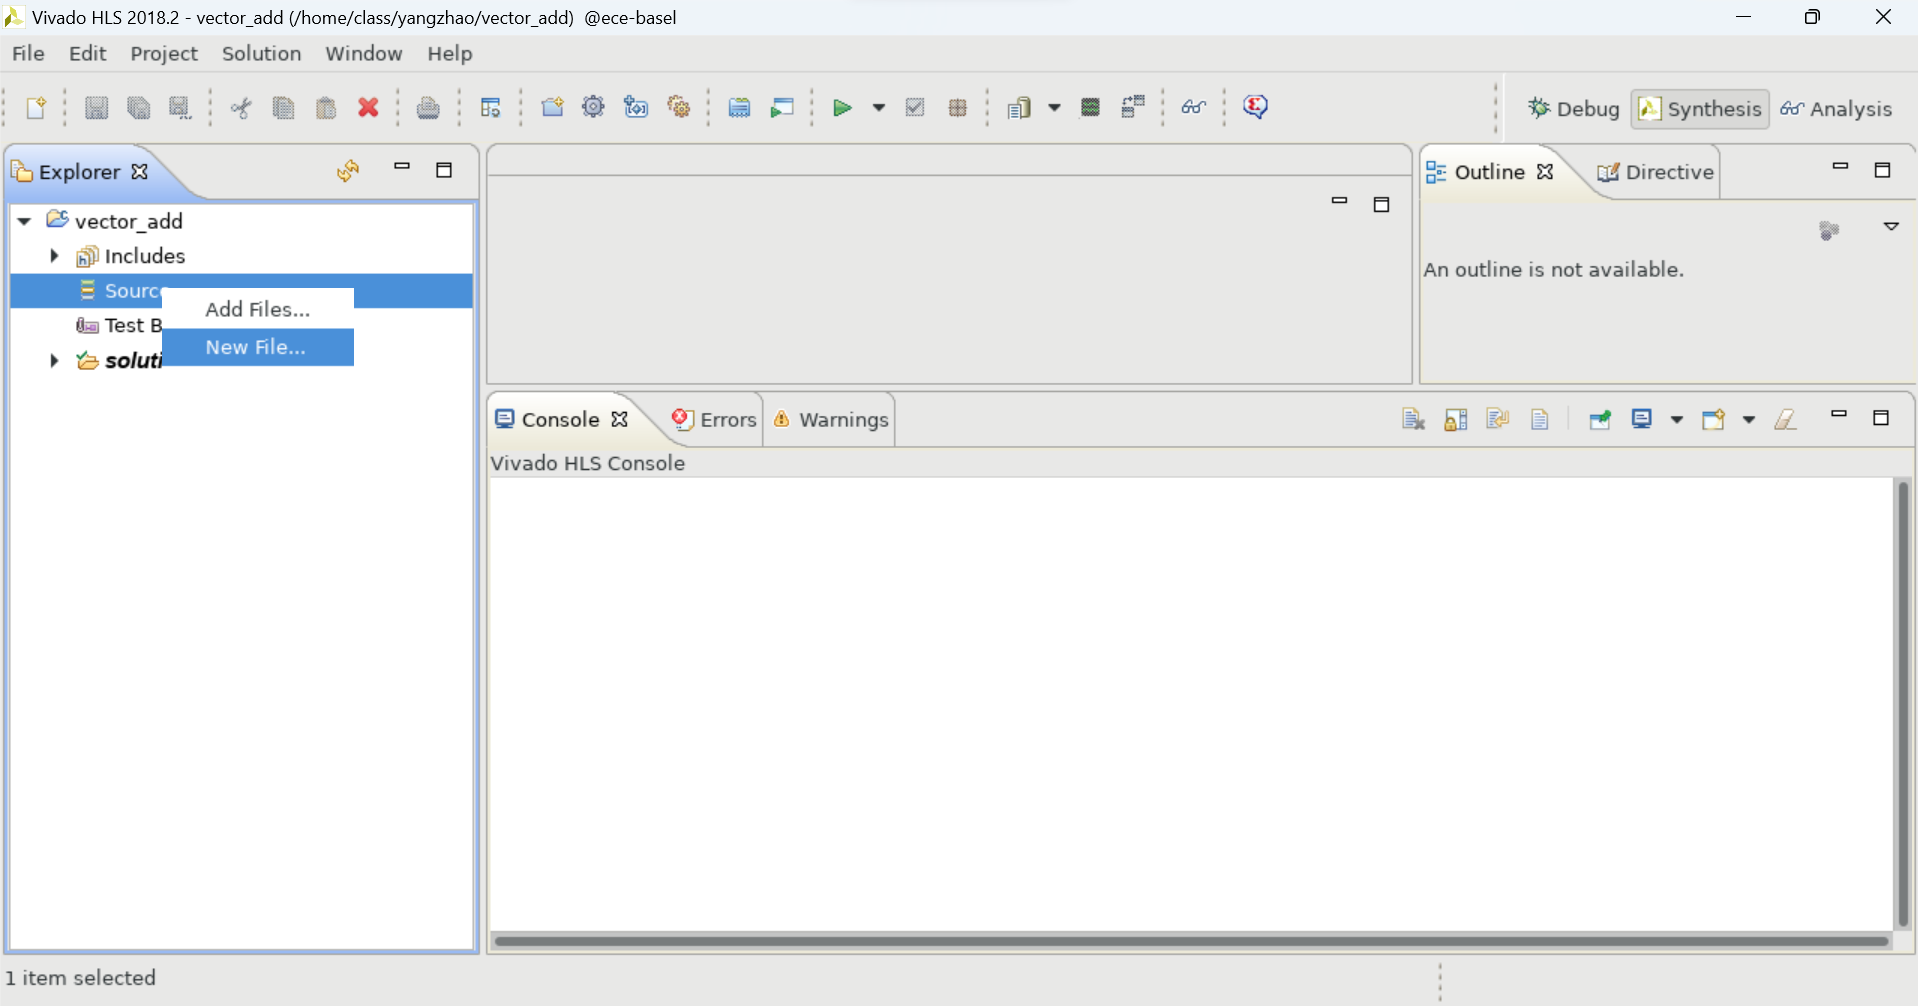 Vivado HLS 2018.2 - vector_add (/home/class/yangzhao/vector_add) @ece-basel
File Edit Project Solution Window Help
Debug Synthesis Analysis
Explorer
vector_add
Includes
Sourc
Test B
soluti
Add Files...
New File...
Outline Directive
An outline is not available.
Console Errors Warnings
Vivado HLS Console
1 item selected